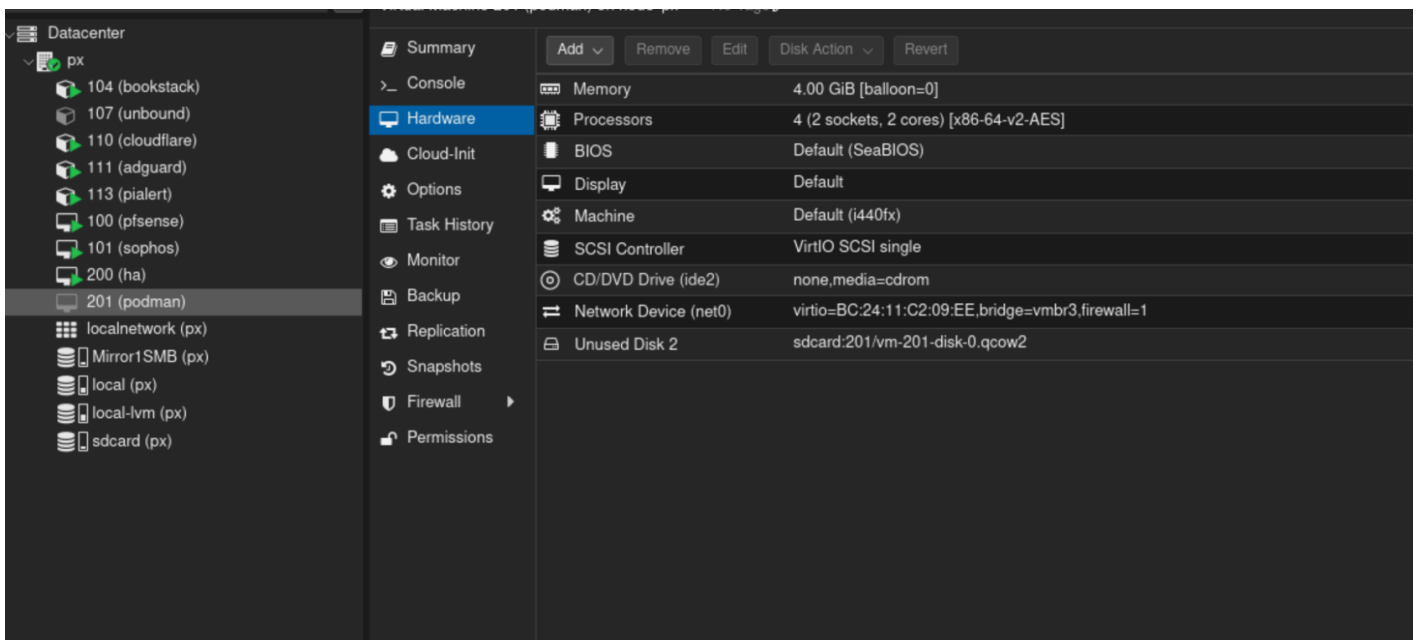 Datacenter
px
104 (bookstack)
107 (unbound)
110 (cloudflare)
111 (adguard)
113 (pialert)
100 (pfsense)
101 (sophos)
200 (ha)
201 (podman)
localnetwork (px)
Mirror1SMB (px)
local (px)
local-lvm (px)
sdcard (px)
Summary
Console
Hardware
Cloud-Init
Options
Task History
Monitor
Backup
Replication
Snapshots
Firewall
Permissions
Add Remove Edit Disk Action Revert
Memory 4.00 GiB [balloon=0]
Processors 4 (2 sockets, 2 cores) [x86-64-v2-AES]
BIOS Default (SeaBIOS)
Display Default
Machine Default (i440fx)
SCSI Controller VirtIO SCSI single
CD/DVD Drive (ide2) none,media=cdrom
Network Device (net0) virtio=BC:24:11:C2:09:EE,bridge=vmbr3,firewall=1
Unused Disk 2 sdcard:201/vm-201-disk-0.qcow2